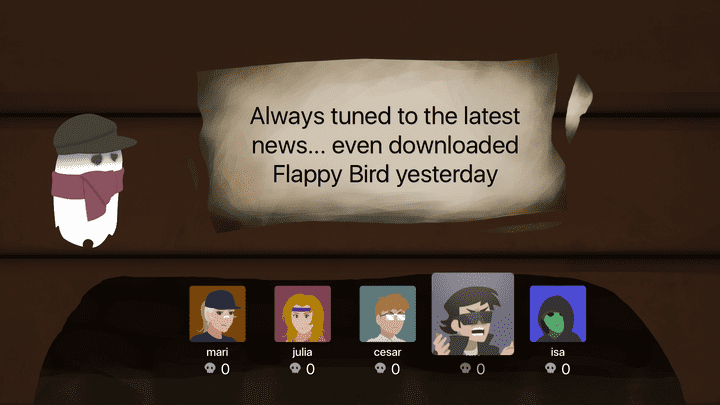 Always tuned to the latest
news... even downloaded
Flappy Bird yesterday
mari
julia
cesar
isa
0
0
0
0
0